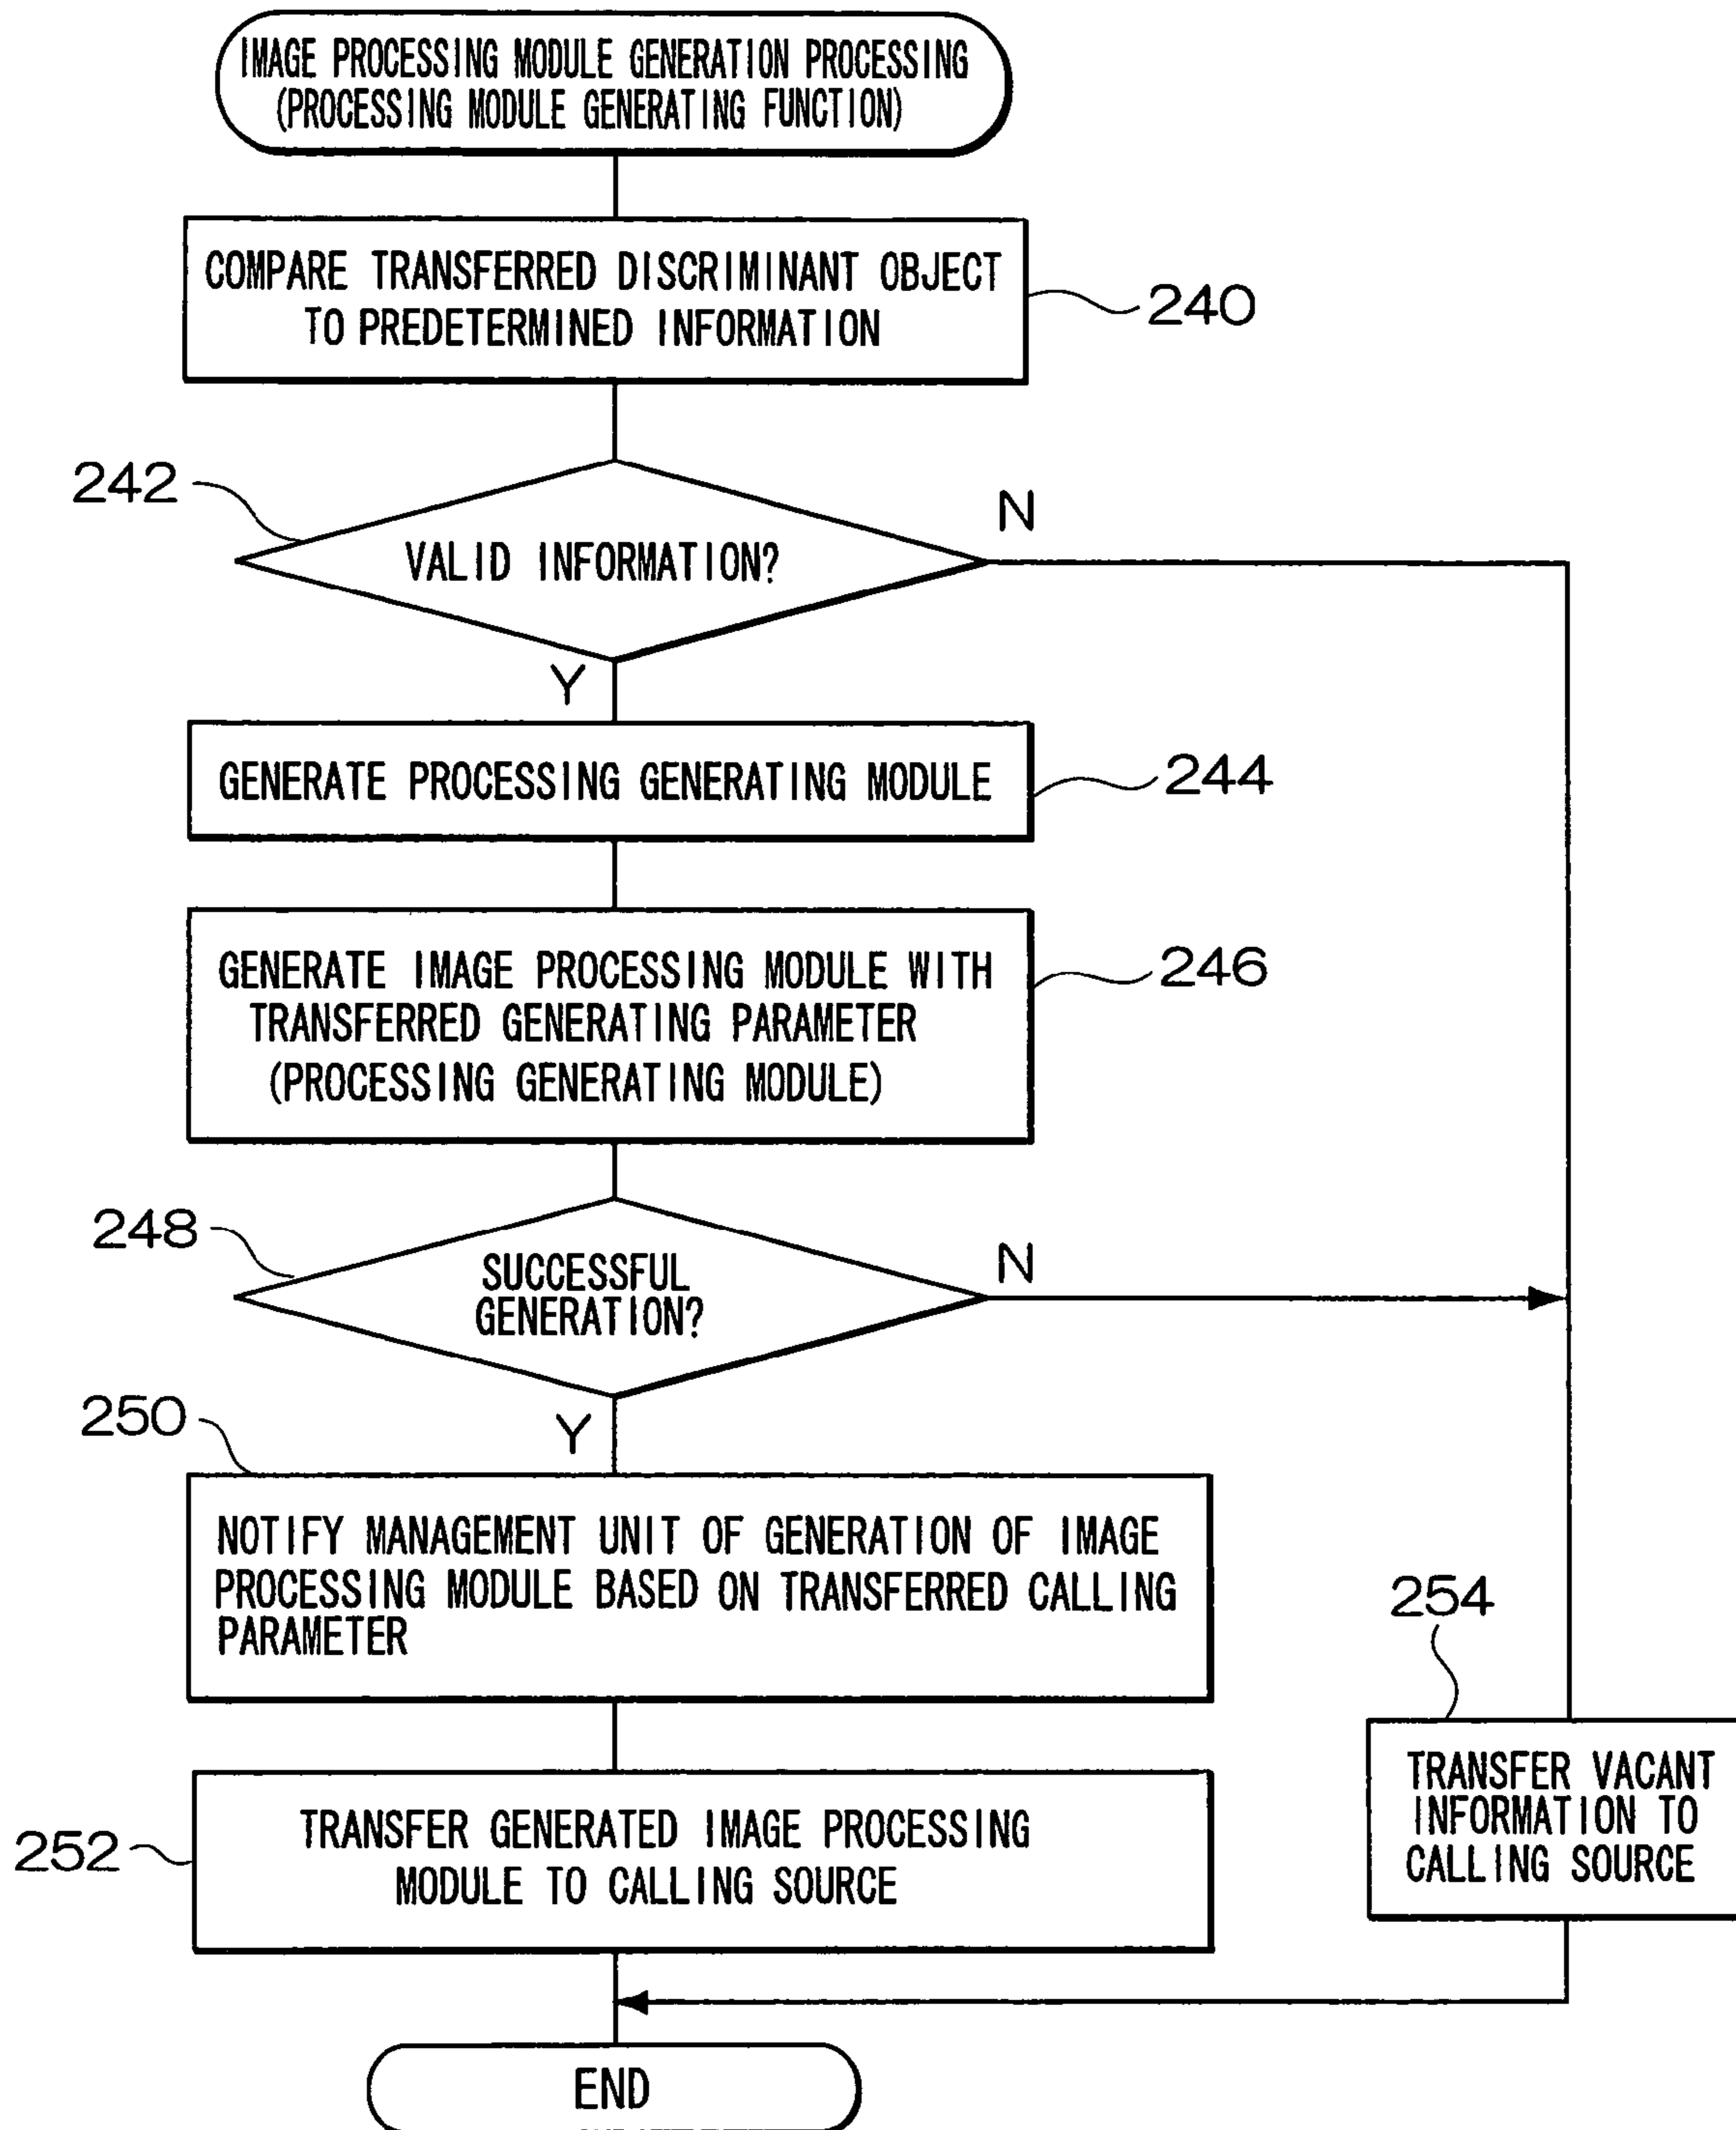 IMAGE PROCESSING MODULE GENERATION PROCESSING
(PROCESSING MODULE GENERATING FUNCTION)
COMPARE TRANSFERRED DISCRIMINANT OBJECT
TO PREDETERMINED INFORMATION
240
242
VALID INFORMATION?
N
Y
GENERATE PROCESSING GENERATING MODULE
244
GENERATE IMAGE PROCESSING MODULE WITH
TRANSFERRED GENERATING PARAMETER
(PROCESSING GENERATING MODULE)
246
248
SUCCESSFUL
GENERATION?
N
Y
250
NOTIFY MANAGEMENT UNIT OF GENERATION OF IMAGE
PROCESSING MODULE BASED ON TRANSFERRED CALLING
PARAMETER
254
TRANSFER VACANT
INFORMATION TO
CALLING SOURCE
252
TRANSFER GENERATED IMAGE PROCESSING
MODULE TO CALLING SOURCE
END